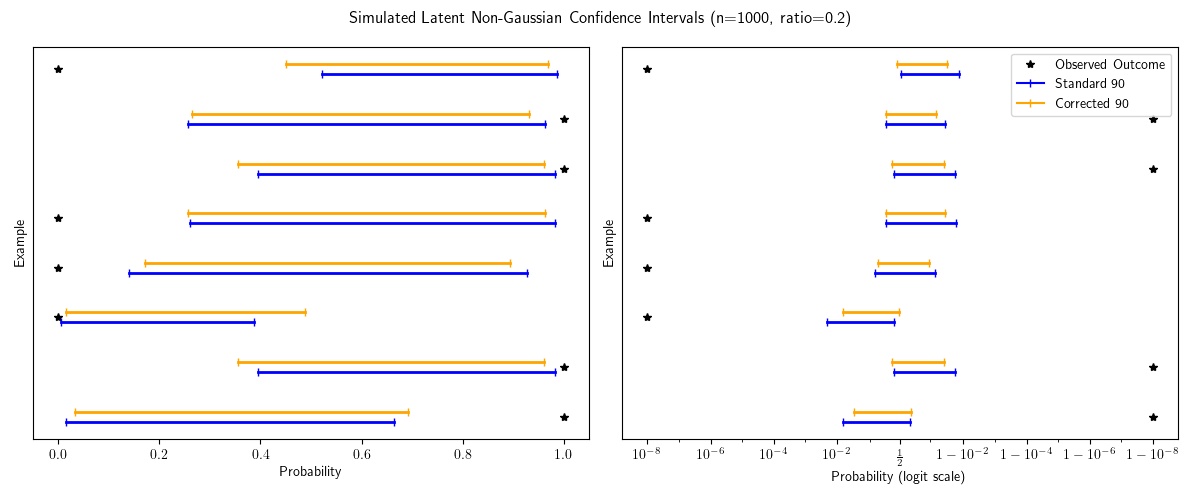 Simulated Latent Non-Gaussian Confidence Intervals (n=1000, ratio=0.2)
Example
0.0 0.2 0.4 0.6 0.8 1.0
Probability
Example
Observed Outcome
Standard 90
Corrected 90
10⁻⁸ 10⁻⁶ 10⁻⁴ 10⁻² ½ 1−10⁻² 1−10⁻⁴ 1−10⁻⁶ 1−10⁻⁸
Probability (logit scale)